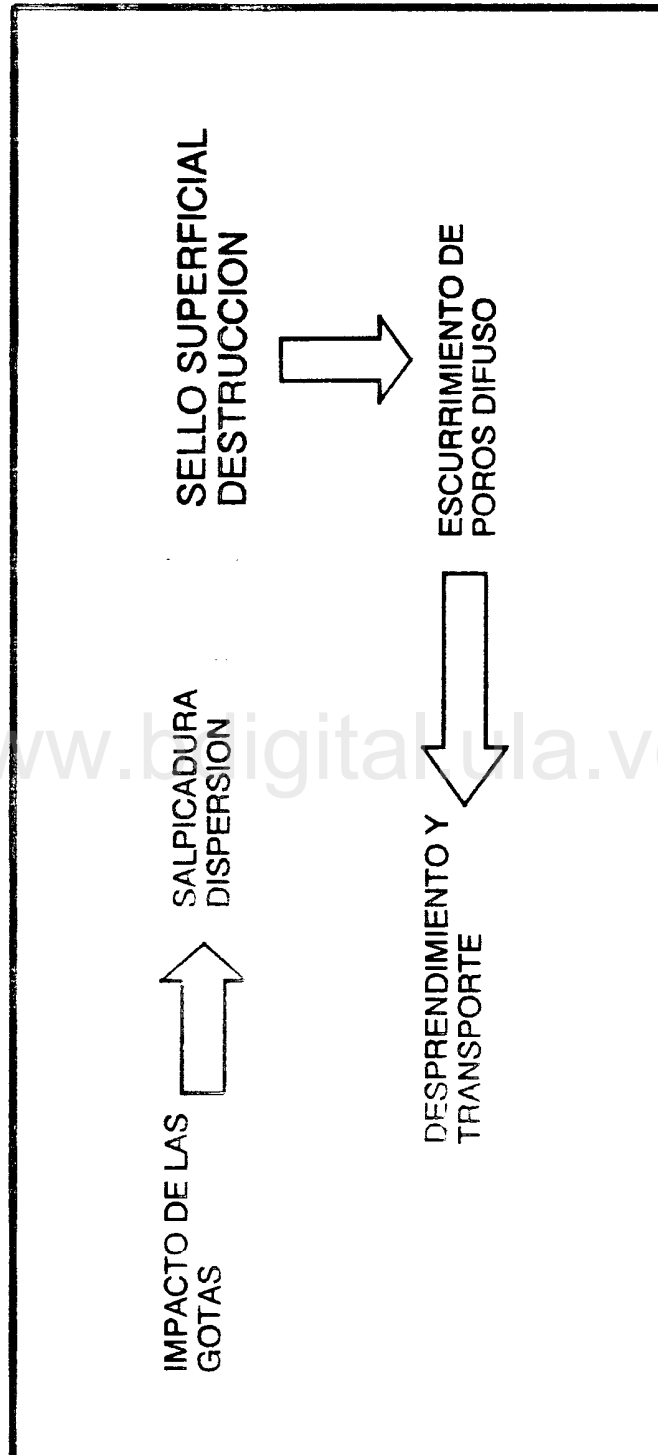 IMPACTO DE LAS
GOTAS
SALPICADURA
DISPERSION
SELLO SUPERFICIAL
DESTRUCCION
ESCURRIMIENTO DE
POROS DIFUSO
DESPRENDIMIENTO Y
TRANSPORTE
www.bdigital.ula.ve